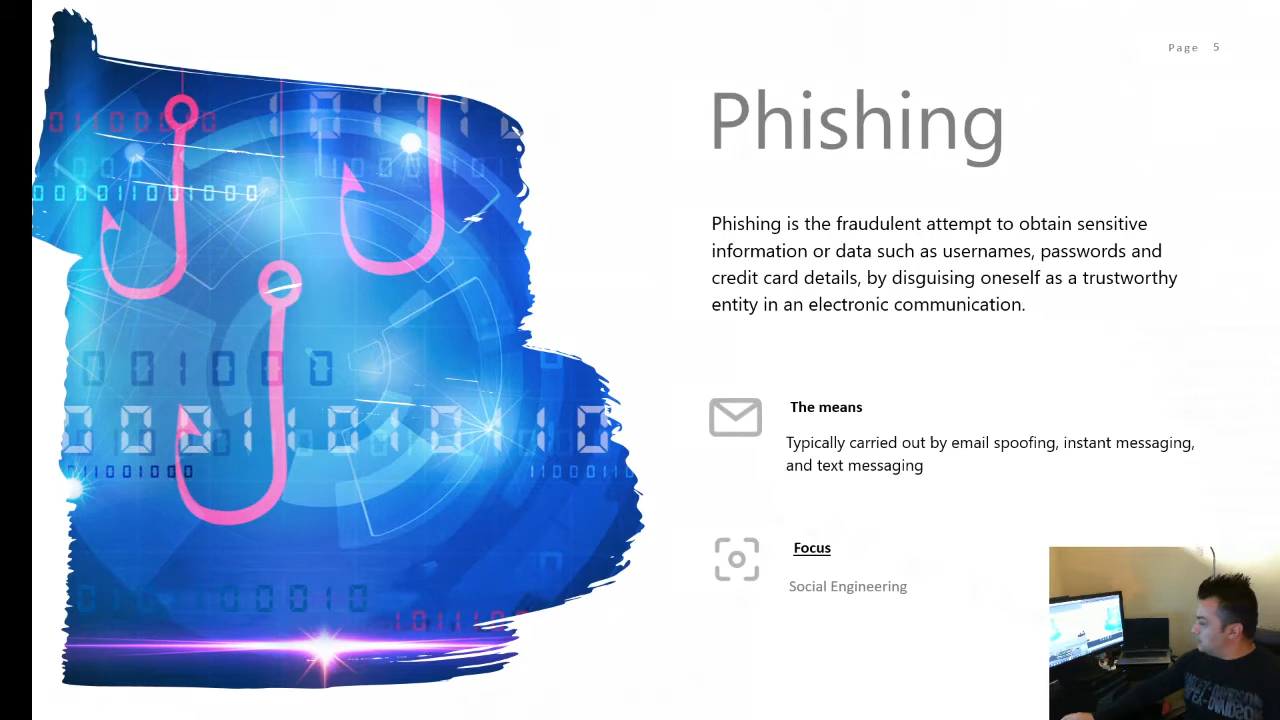 Page 5
Phishing
Phishing is the fraudulent attempt to obtain sensitive
information or data such as usernames, passwords and
credit card details, by disguising oneself as a trustworthy
entity in an electronic communication.
The means
Typically carried out by email spoofing, instant messaging,
and text messaging
Focus
Social Engineering